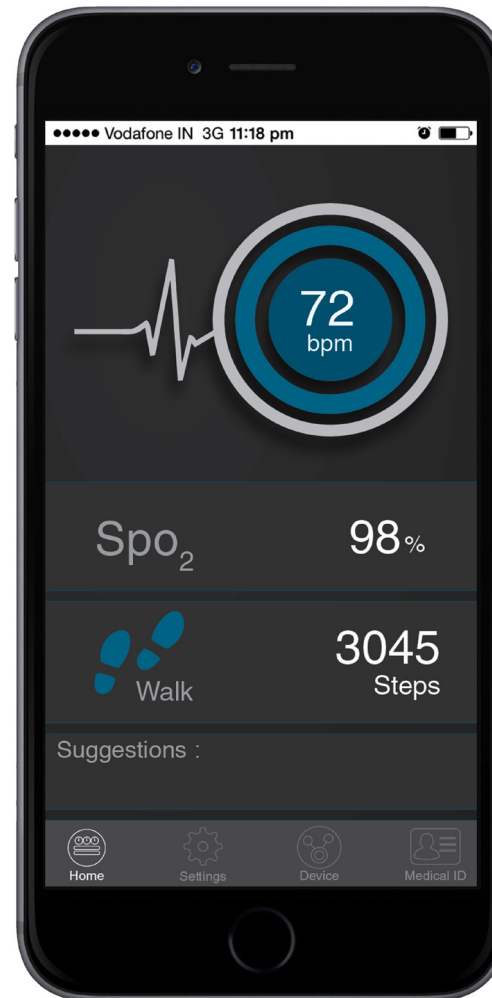 ●●●●● Vodafone IN 3G 11:18 pm
72
bpm
Spo₂
98%
Walk
3045
Steps
Suggestions :
Home
Settings
Device
Medical ID